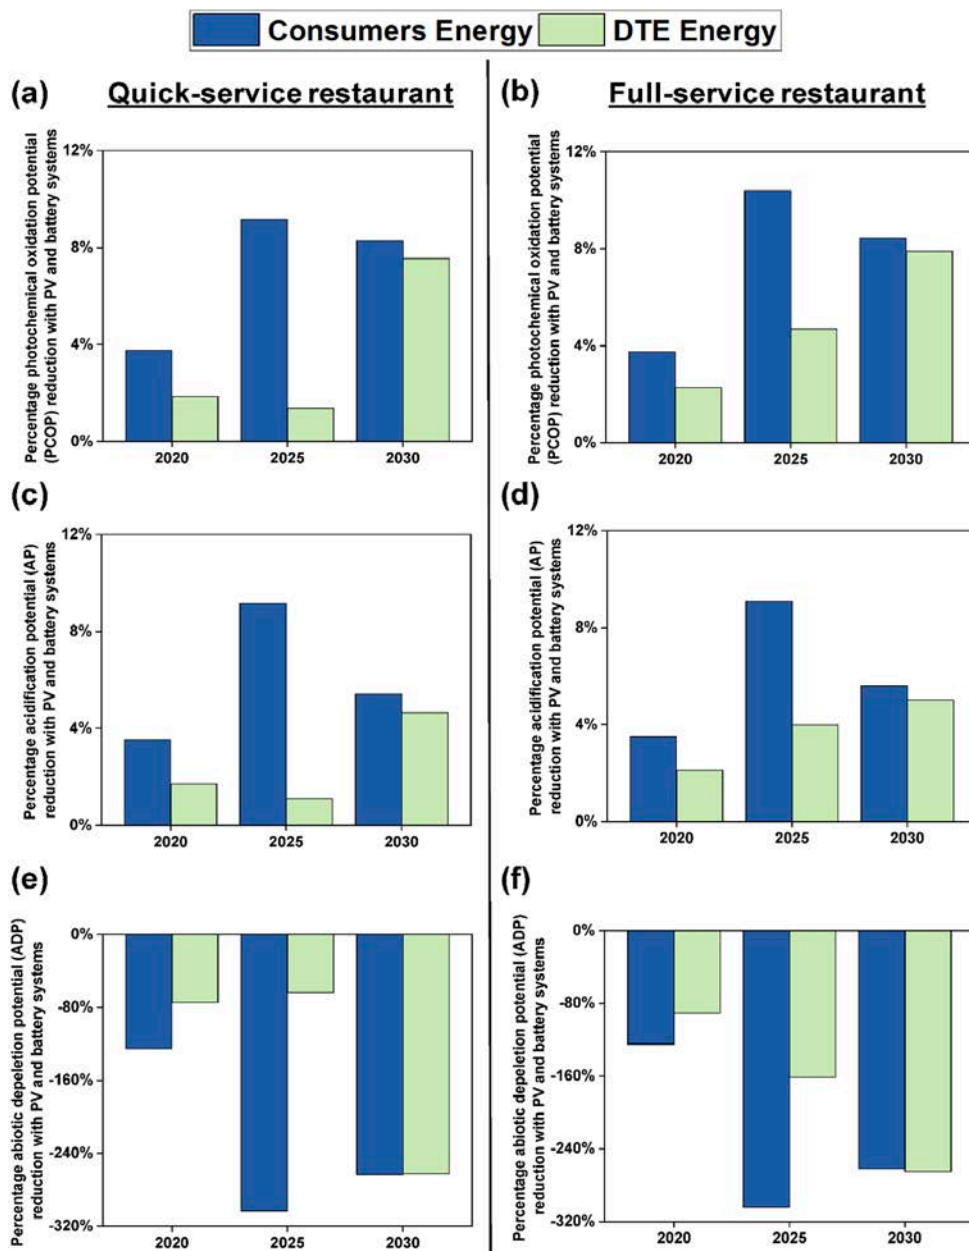 Consumers Energy DTE Energy
(a) Quick-service restaurant
Percentage photochemical oxidation potential
(PCOP) reduction with PV and battery systems
12%
8%
4%
0%
2020 2025 2030
(b) Full-service restaurant
Percentage photochemical oxidation potential
(PCOP) reduction with PV and battery systems
12%
8%
4%
0%
2020 2025 2030
(c)
Percentage acidification potential (AP)
reduction with PV and battery systems
12%
8%
4%
0%
2020 2025 2030
(d)
Percentage acidification potential (AP)
reduction with PV and battery systems
12%
8%
4%
0%
2020 2025 2030
(e)
Percentage abiotic depeletion potential (ADP)
reduction with PV and battery systems
0%
-80%
-160%
-240%
-320%
2020 2025 2030
(f)
Percentage abiotic depeletion potential (ADP)
reduction with PV and battery systems
0%
-80%
-160%
-240%
-320%
2020 2025 2030